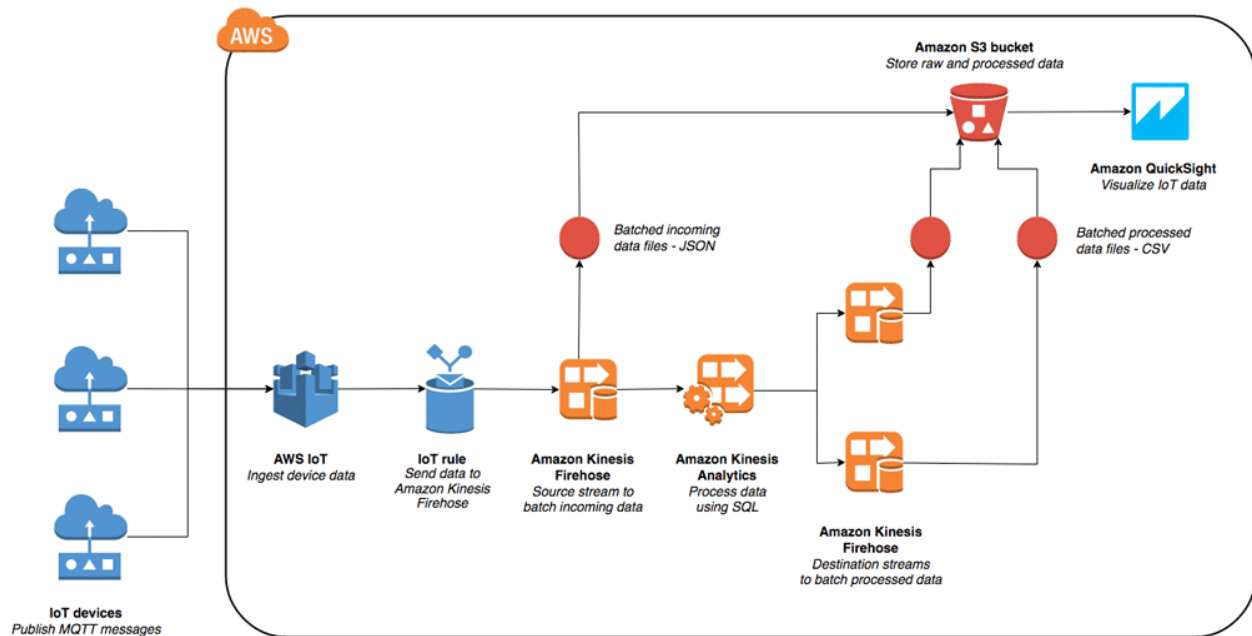 AWS
Amazon S3 bucket
Store raw and processed data
Amazon QuickSight
Visualize IoT data
Batched incoming
data files - JSON
Batched processed
data files - CSV
AWS IoT
Ingest device data
IoT rule
Send data to
Amazon Kinesis
Firehose
Amazon Kinesis
Firehose
Source stream to
batch incoming data
Amazon Kinesis
Analytics
Process data
using SQL
Amazon Kinesis
Firehose
Destination streams
to batch processed data
IoT devices
Publish MQTT messages